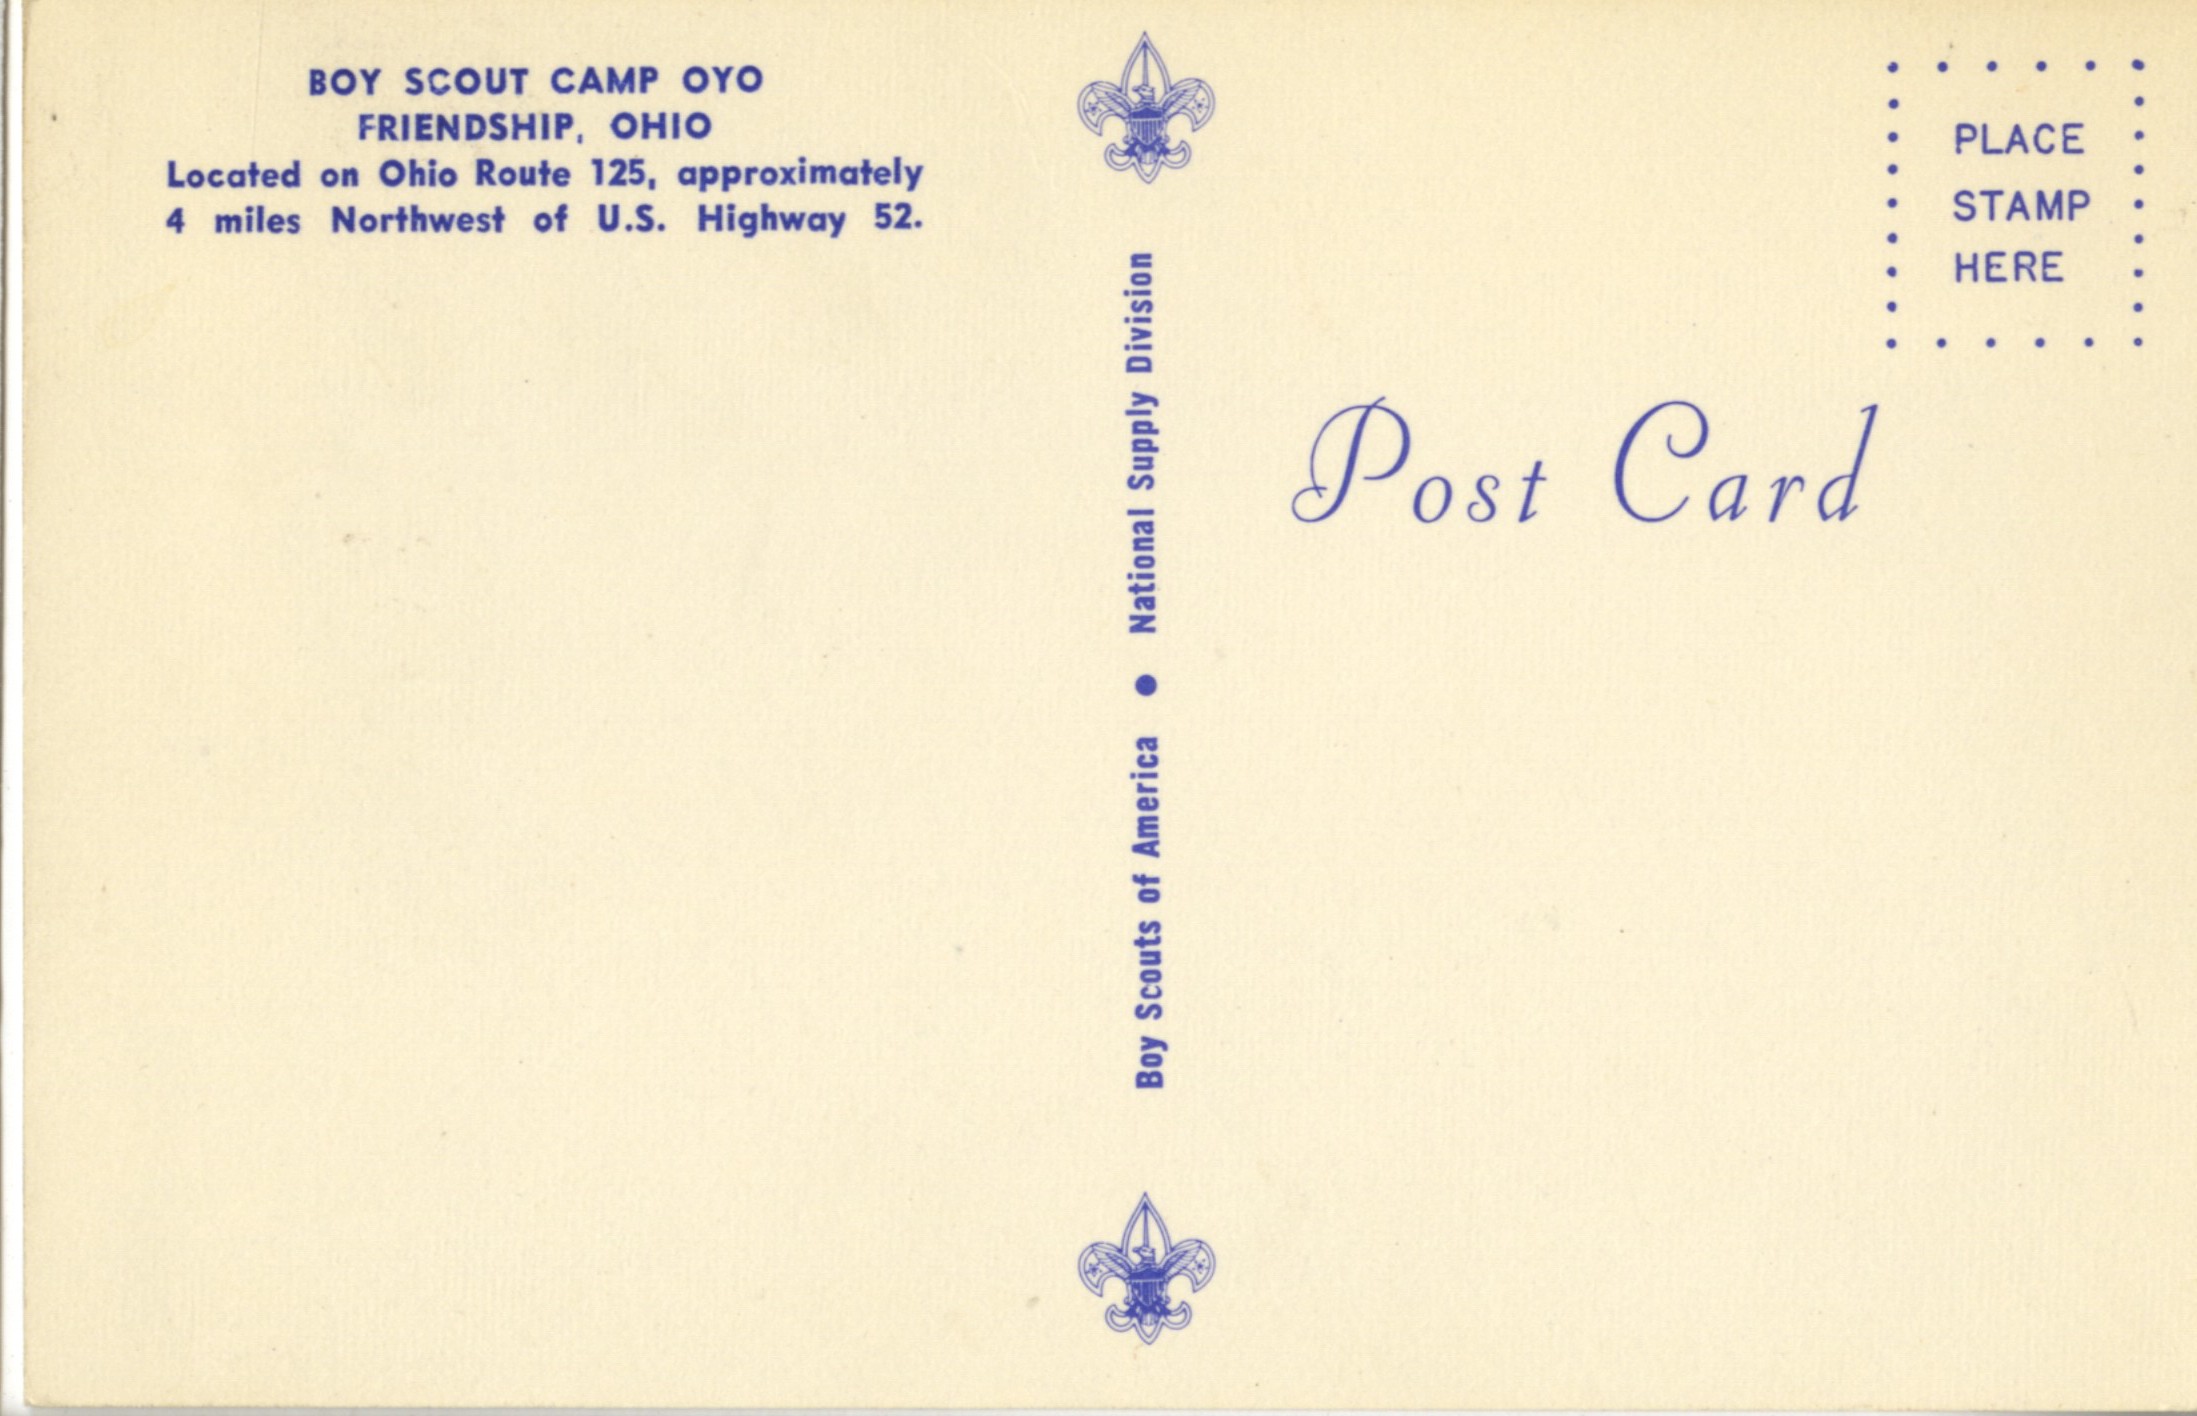 BOY SCOUT CAMP OYO
FRIENDSHIP, OHIO
Located on Ohio Route 125, approximately
4 miles Northwest of U.S. Highway 52.
Boy Scouts of America ● National Supply Division
PLACE
STAMP
HERE
Post Card